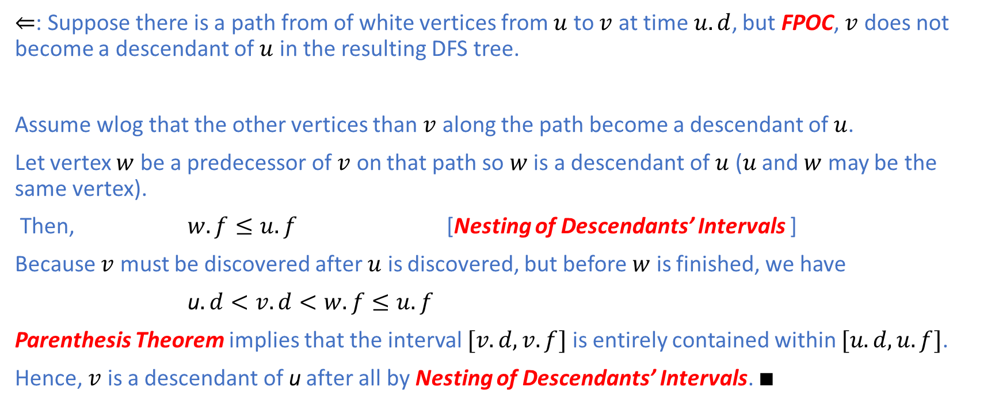 ⇐: Suppose there is a path from of white vertices from u to v at time u.d, but FPOC, v does not
become a descendant of u in the resulting DFS tree.
Assume wlog that the other vertices than v along the path become a descendant of u.
Let vertex w be a predecessor of v on that path so w is a descendant of u (u and w may be the
same vertex).
Then, w.f ≤ u.f [Nesting of Descendants’ Intervals ]
Because v must be discovered after u is discovered, but before w is finished, we have
u.d < v.d < w.f ≤ u.f
Parenthesis Theorem implies that the interval [v.d, v.f] is entirely contained within [u.d, u.f].
Hence, v is a descendant of u after all by Nesting of Descendants’ Intervals. ■